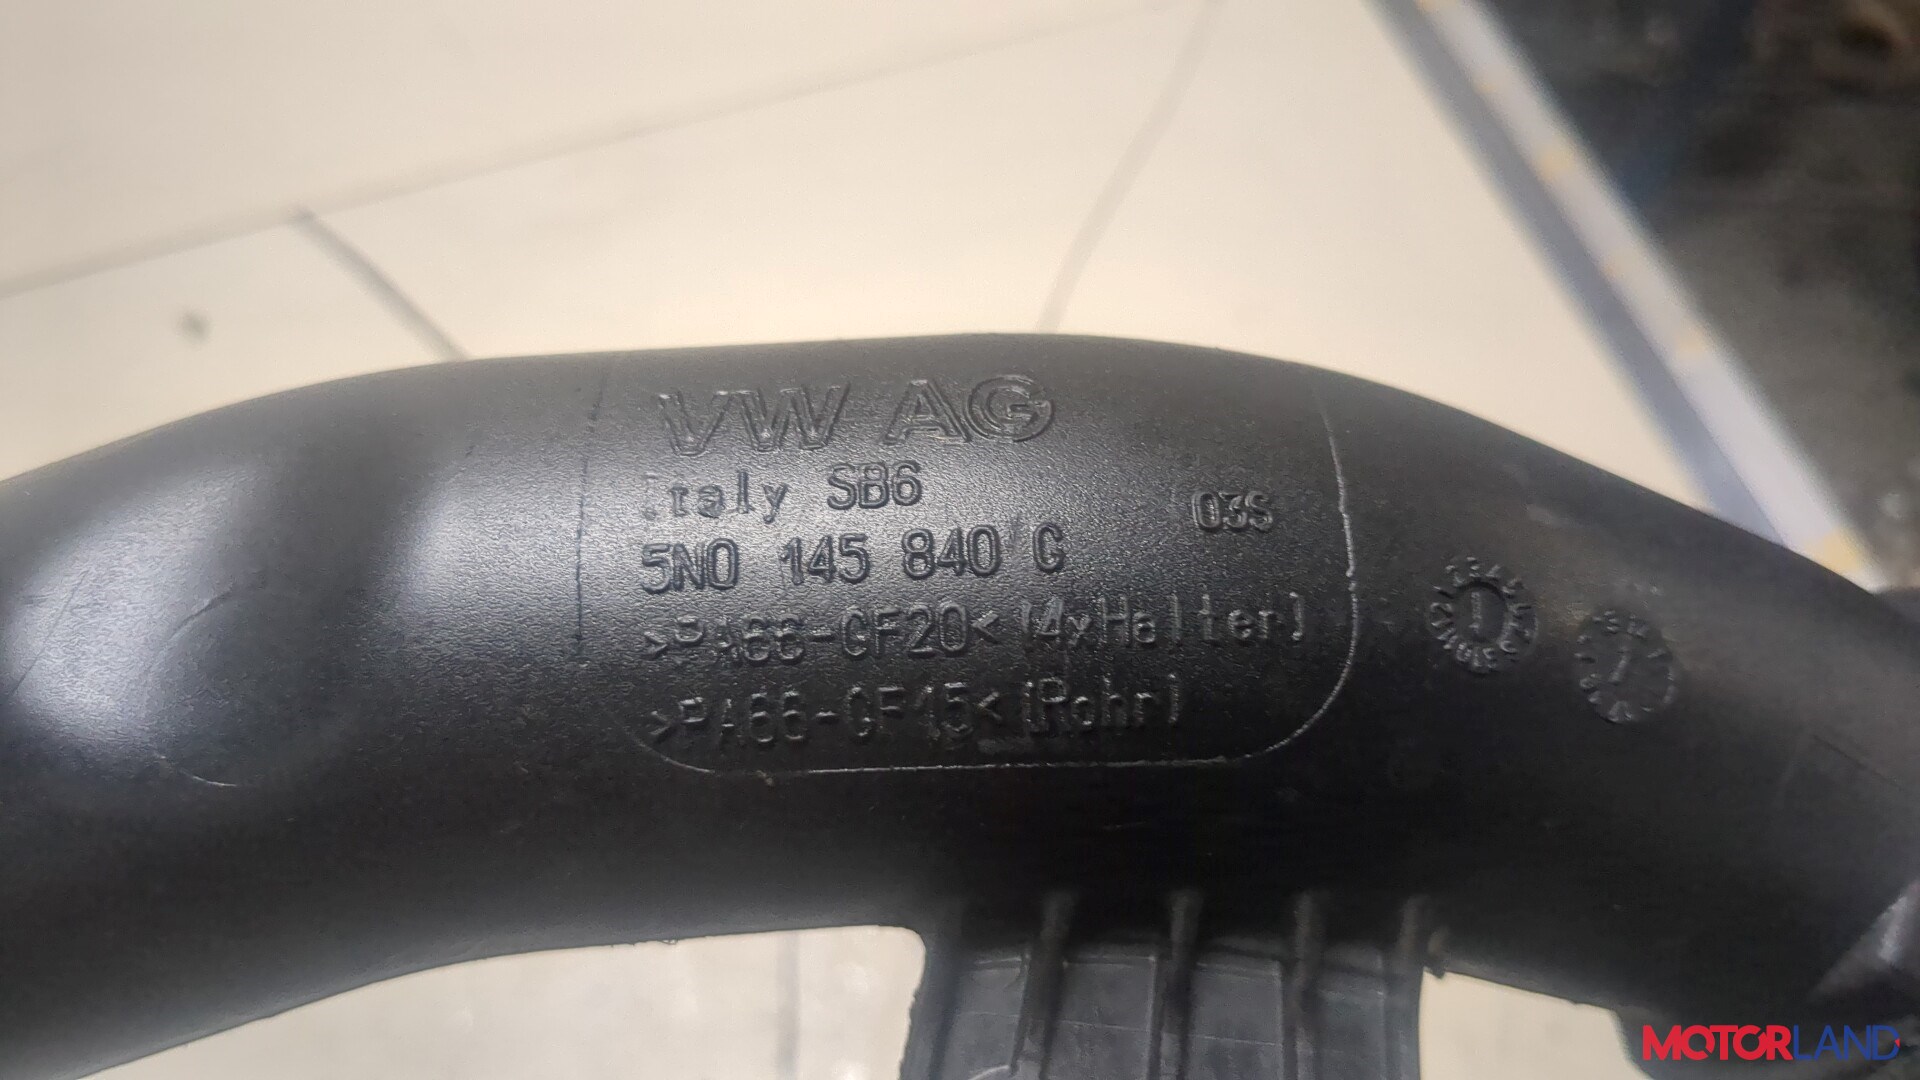 VW AG
Italy SB6
03S
5N0 145 840 G
>PA66-GF20< (4xHalter)
>PA66-GF15< (Rohr)
MOTORLAND